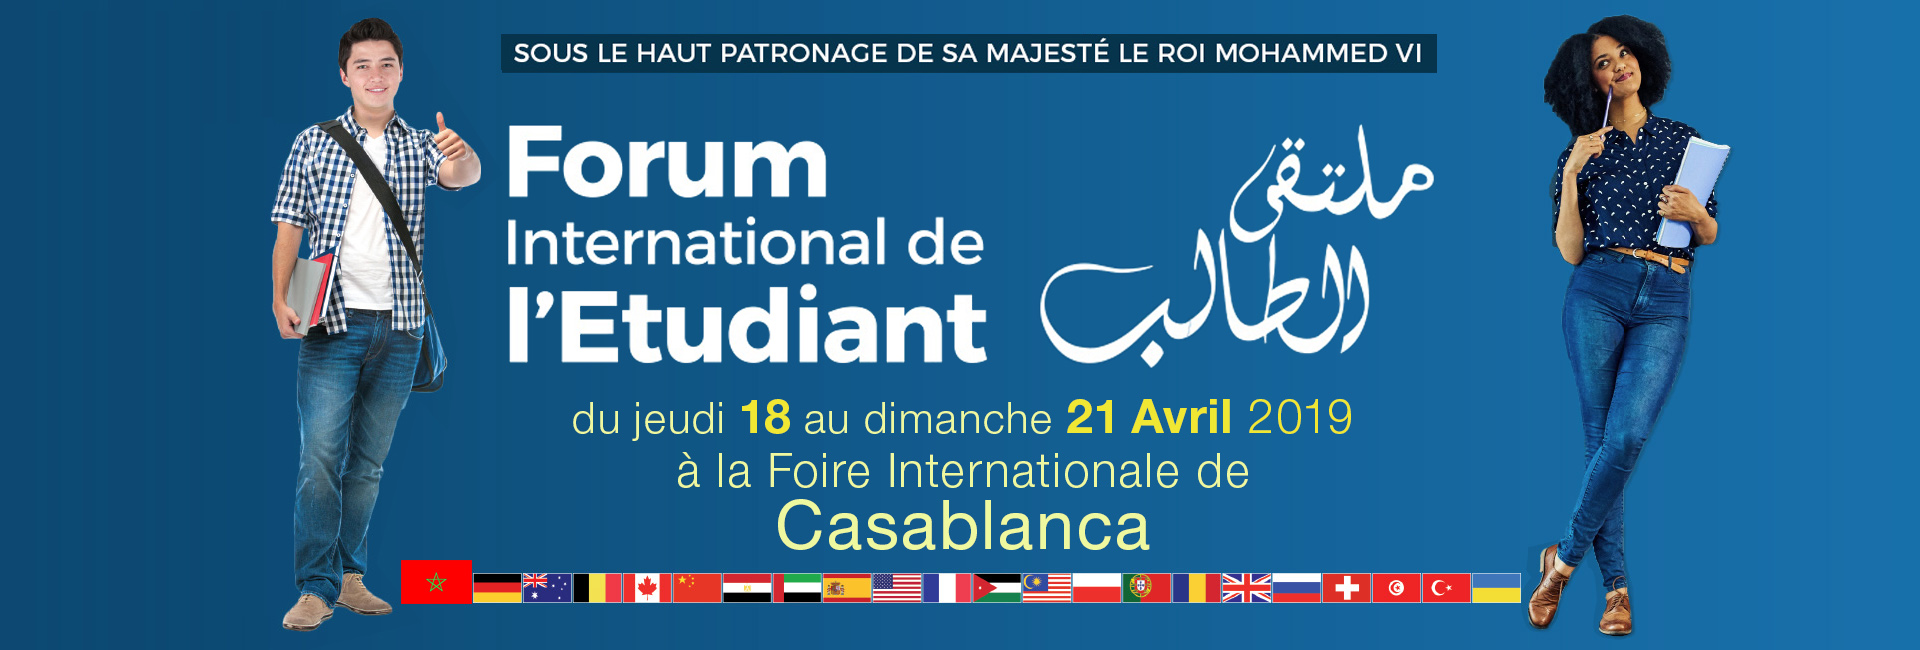 SOUS LE HAUT PATRONAGE DE SA MAJESTÉ LE ROI MOHAMMED VI
Forum
International de
l'Etudiant
ملتقى
الطالب
du jeudi 18 au dimanche 21 Avril 2019
à la Foire Internationale de
Casablanca